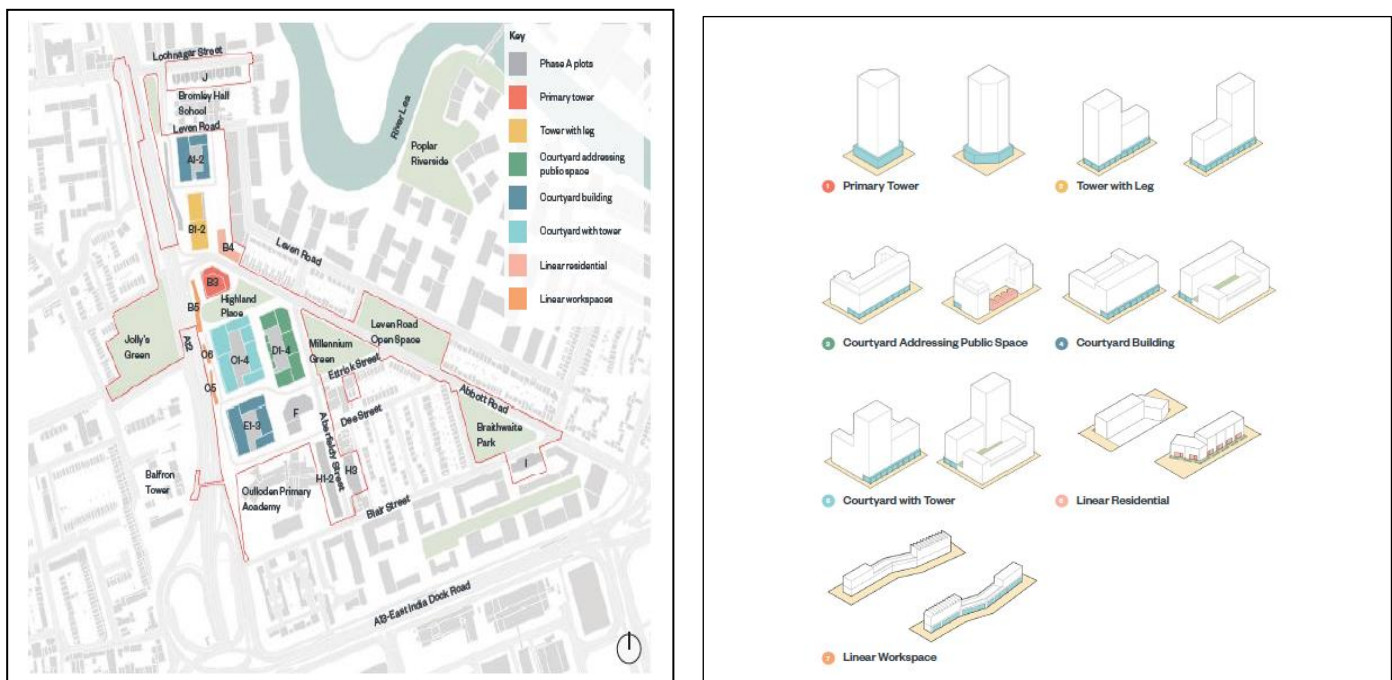 Key
Phase A plots
Primary tower
Tower with leg
Courtyard addressing
public space
Courtyard building
Courtyard with tower
Linear residential
Linear workspaces
Lochnagar Street
J
Bromley Hall
School
Leven Road
A1-2
River Lea
Poplar
Riverside
B1-2
B4
Leven Road
B3
B5
Highland
Place
Jolly's
Green
A12
C6
C1-4
D1-4
Millennium
Green
Leven Road
Open Space
Ettrick Street
C5
Abbott Road
Dee Street
E1-3
F
Aberfeldy Street
Braithwaite
Park
I
Balfron
Tower
Culloden Primary
Academy
H1-2
H3
Blair Street
A13-East India Dock Road
1 Primary Tower
2 Tower with Leg
3 Courtyard Addressing Public Space
4 Courtyard Building
5 Courtyard with Tower
6 Linear Residential
7 Linear Workspace